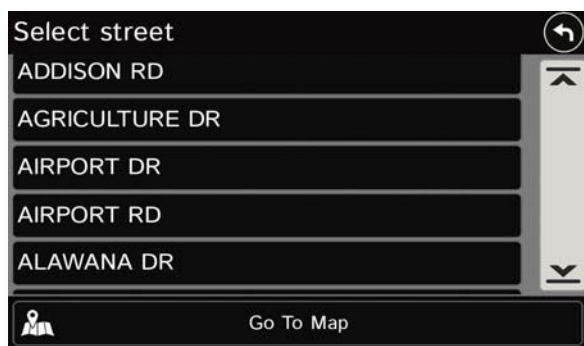 Select street
ADDISON RD
AGRICULTURE DR
AIRPORT DR
AIRPORT RD
ALAWANA DR
Go To Map